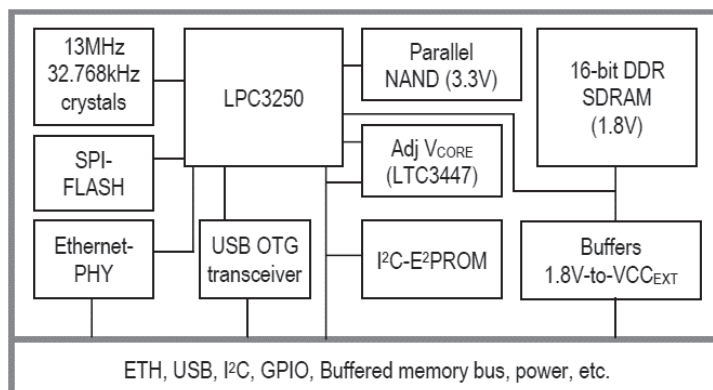 13MHz
32.768kHz
crystals
LPC3250
Parallel
NAND (3.3V)
16-bit DDR
SDRAM
(1.8V)
SPI-
FLASH
Adj VCORE
(LTC3447)
Ethernet-
PHY
USB OTG
transceiver
I²C-E²PROM
Buffers
1.8V-to-VCCEXT
ETH, USB, I²C, GPIO, Buffered memory bus, power, etc.